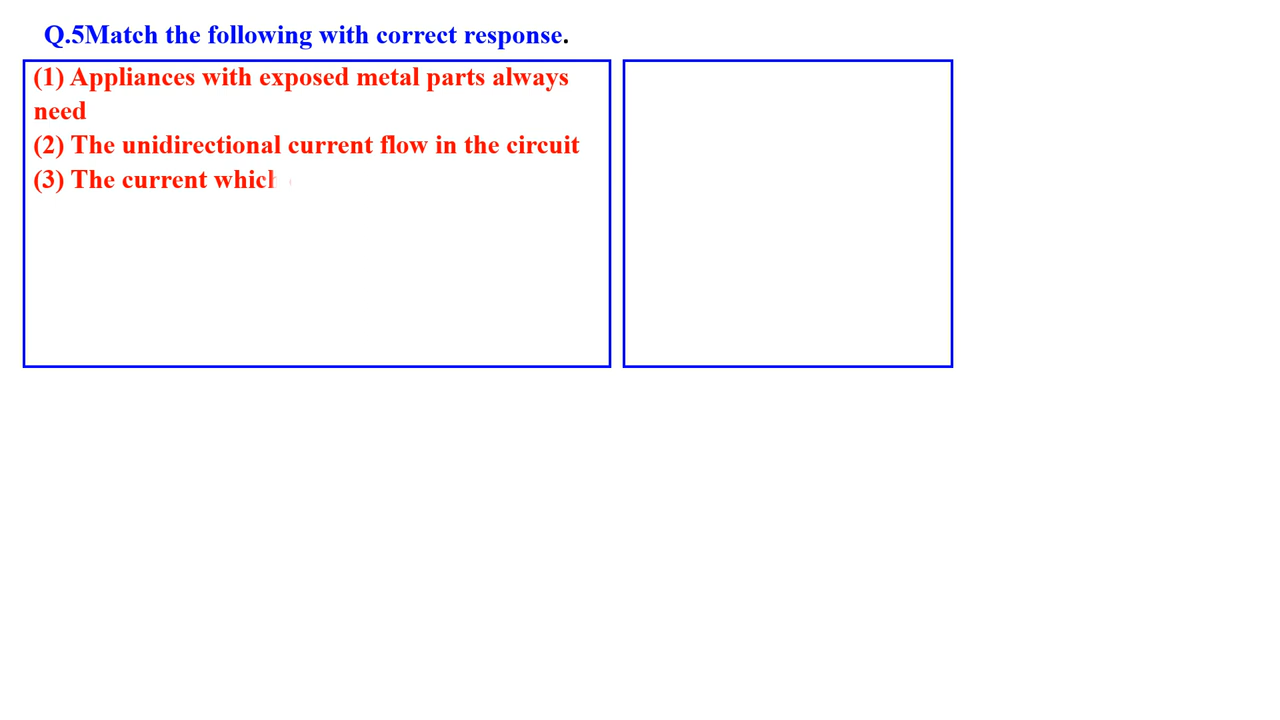 Q.5Match the following with correct response.
(1) Appliances with exposed metal parts always
need
(2) The unidirectional current flow in the circuit
(3) The current which